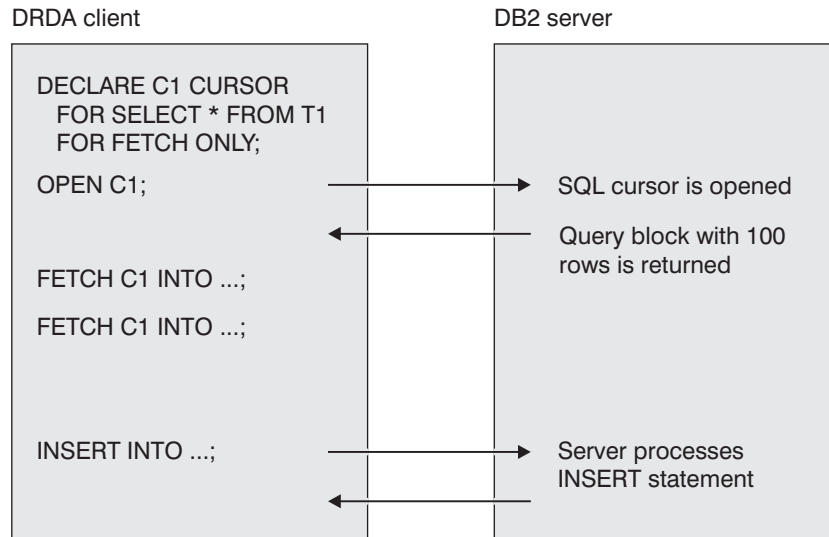 DRDA client
DB2 server
DECLARE C1 CURSOR
FOR SELECT * FROM T1
FOR FETCH ONLY;
OPEN C1;
SQL cursor is opened
Query block with 100
rows is returned
FETCH C1 INTO ...;
FETCH C1 INTO ...;
INSERT INTO ...;
Server processes
INSERT statement